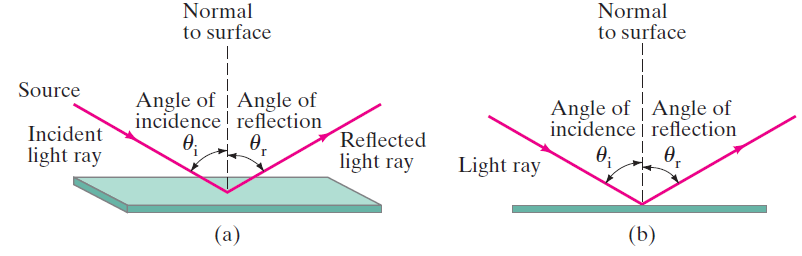 Normal
to surface
Source
Angle of
incidence
θi
Angle of
reflection
θr
Incident
light ray
Reflected
light ray
(a)
Normal
to surface
Angle of
incidence
θi
Angle of
reflection
θr
Light ray
(b)